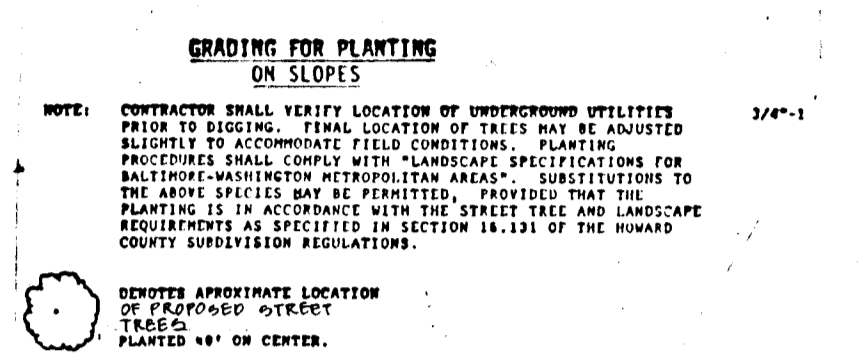 GRADING FOR PLANTING
ON SLOPES
NOTE: CONTRACTOR SHALL VERIFY LOCATION OF UNDERGROUND UTILITIES 3/4"-1
PRIOR TO DIGGING. FINAL LOCATION OF TREES MAY BE ADJUSTED
SLIGHTLY TO ACCOMMODATE FIELD CONDITIONS. PLANTING
PROCEDURES SHALL COMPLY WITH "LANDSCAPE SPECIFICATIONS FOR
BALTIMORE-WASHINGTON METROPOLITAN AREAS". SUBSTITUTIONS TO
THE ABOVE SPECIES MAY BE PERMITTED, PROVIDED THAT THE
PLANTING IS IN ACCORDANCE WITH THE STREET TREE AND LANDSCAPE
REQUIREMENTS AS SPECIFIED IN SECTION 16.131 OF THE HOWARD
COUNTY SUBDIVISION REGULATIONS.
DENOTES APROXIMATE LOCATION
OF PROPOSED STREET
TREES
PLANTED ON CENTER.